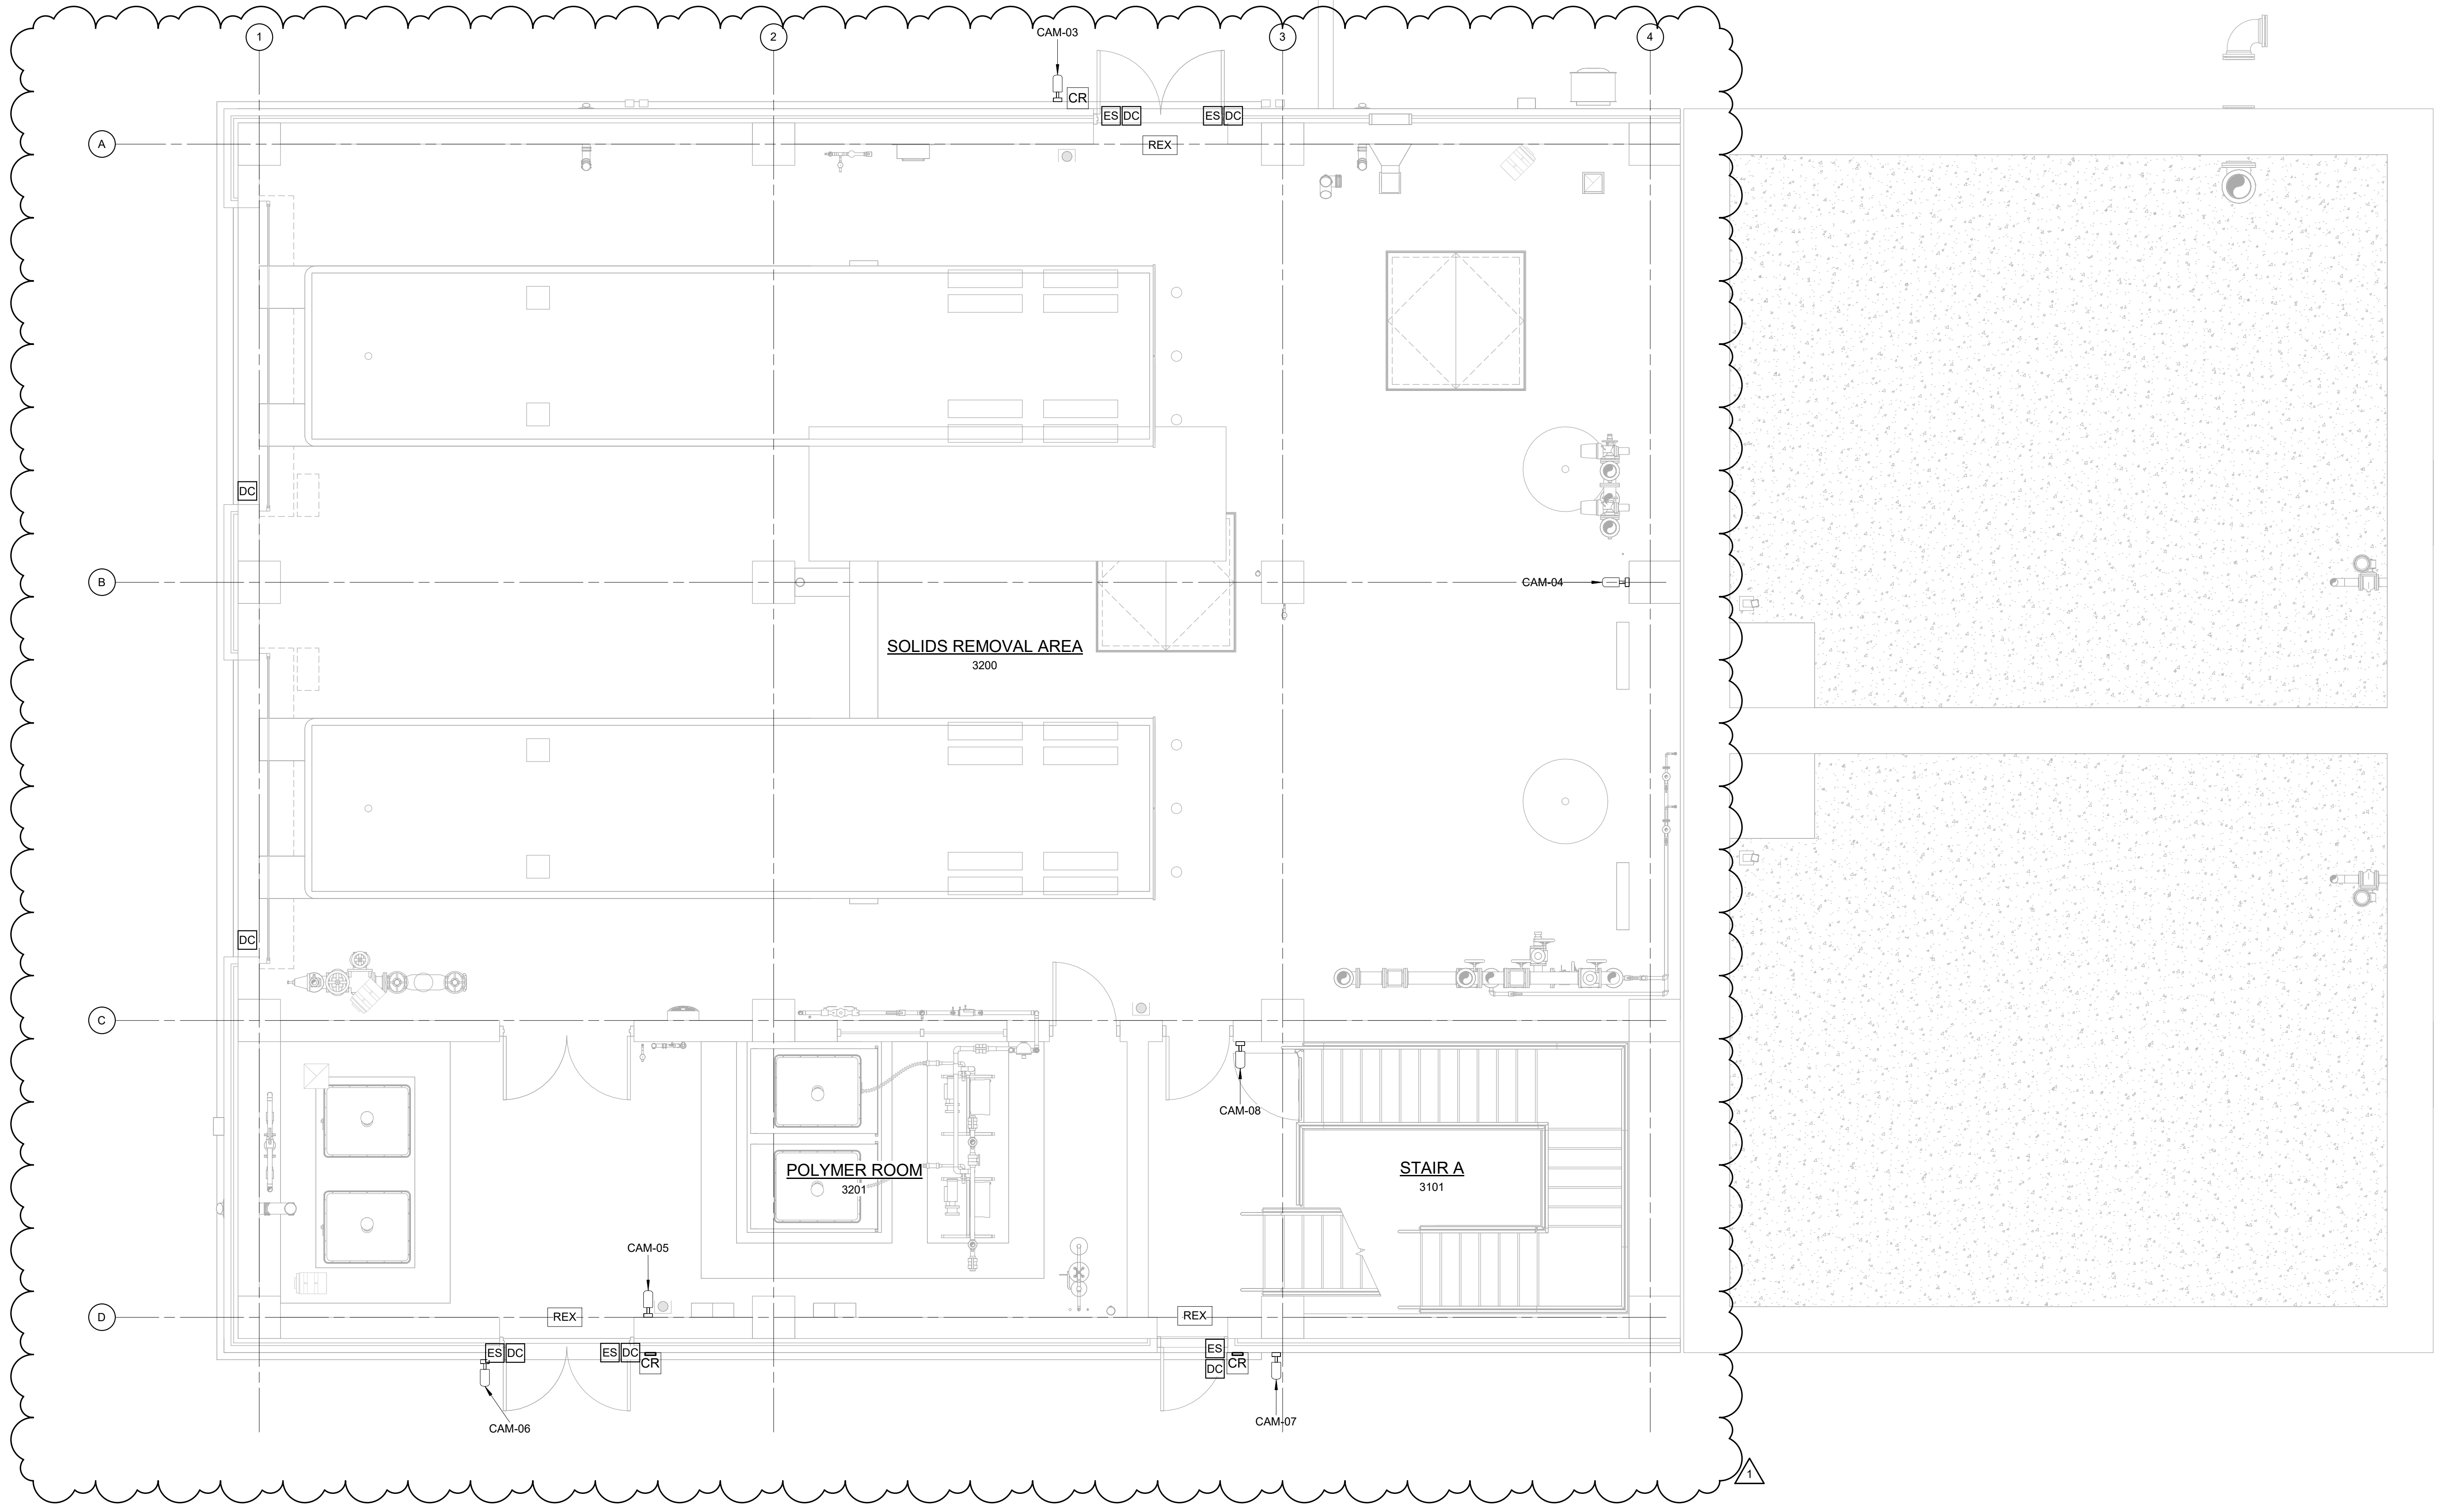 CAM-03
1
2
3
4
CR
ES DC
ES DC
A
REX
DC
B
CAM-04
SOLIDS REMOVAL AREA
3200
DC
C
CAM-08
POLYMER ROOM
3201
STAIR A
3101
CAM-05
D
REX
REX
ES DC
ES DC
CR
ES
DC
CR
CAM-06
CAM-07
1